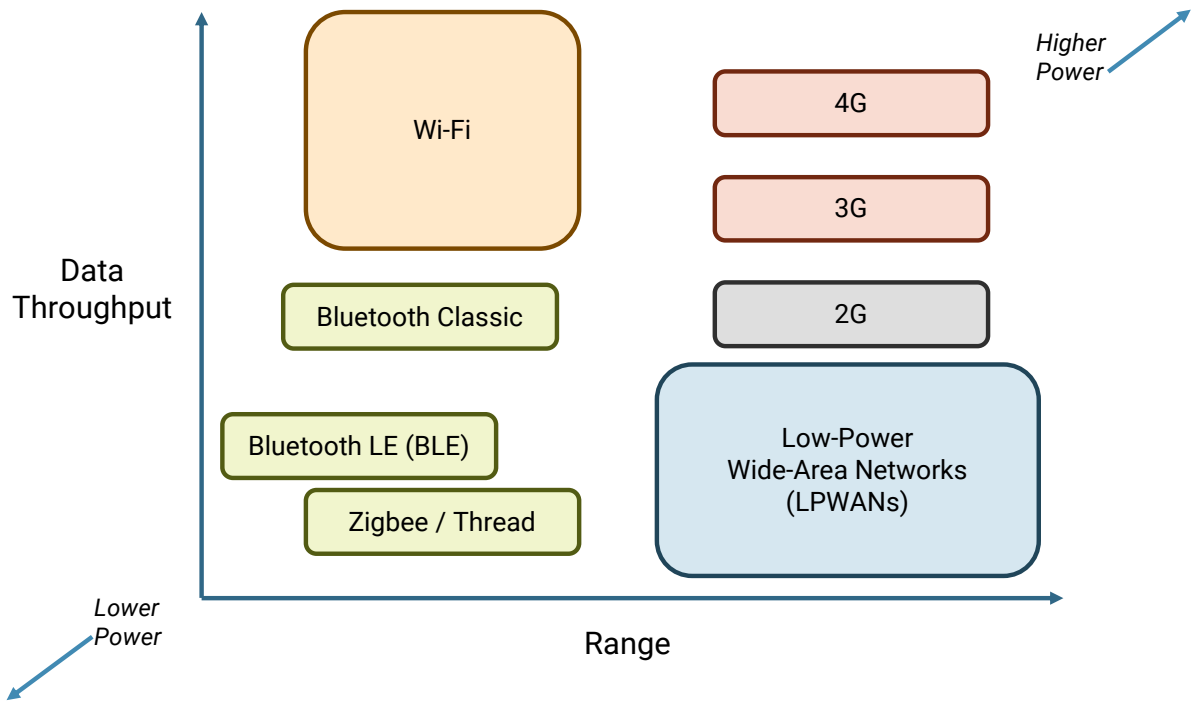 Higher
Power
Wi-Fi
4G
3G
Data
Throughput
Bluetooth Classic
2G
Bluetooth LE (BLE)
Low-Power
Wide-Area Networks
(LPWANs)
Zigbee / Thread
Lower
Power
Range